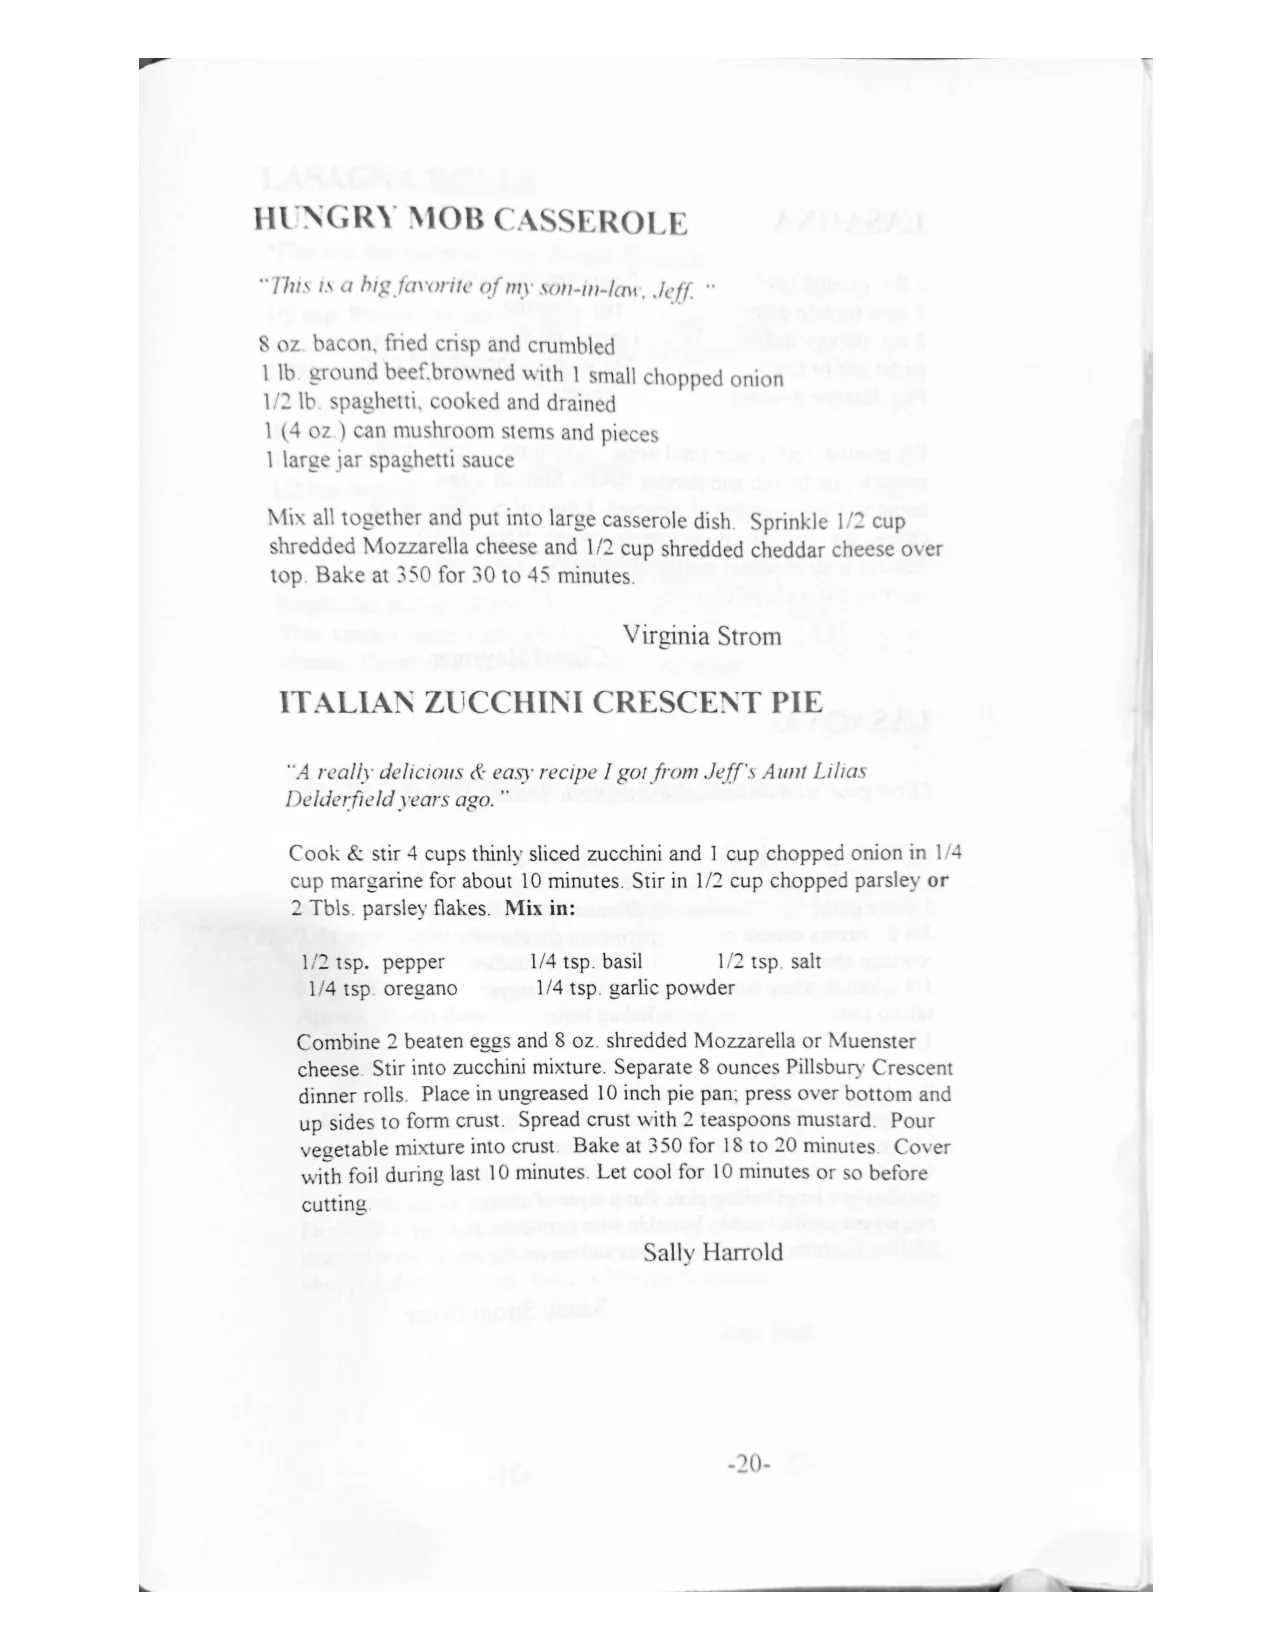 HUNGRY MOB CASSEROLE
"This is a big favorite of my son-in-law, Jeff. "
8 oz. bacon, fried crisp and crumbled
1 lb. ground beef,browned with 1 small chopped onion
1/2 lb. spaghetti, cooked and drained
1 (4 oz.) can mushroom stems and pieces
1 large jar spaghetti sauce
Mix all together and put into large casserole dish. Sprinkle 1/2 cup
shredded Mozzarella cheese and 1/2 cup shredded cheddar cheese over
top. Bake at 350 for 30 to 45 minutes.
Virginia Strom
ITALIAN ZUCCHINI CRESCENT PIE
"A really delicious & easy recipe I got from Jeff's Aunt Lilias
Delderfield years ago. "
Cook & stir 4 cups thinly sliced zucchini and 1 cup chopped onion in 1/4
cup margarine for about 10 minutes. Stir in 1/2 cup chopped parsley or
2 Tbls. parsley flakes. Mix in:
1/2 tsp. pepper 1/4 tsp. basil 1/2 tsp. salt
1/4 tsp. oregano 1/4 tsp. garlic powder
Combine 2 beaten eggs and 8 oz. shredded Mozzarella or Muenster
cheese. Stir into zucchini mixture. Separate 8 ounces Pillsbury Crescent
dinner rolls. Place in ungreased 10 inch pie pan; press over bottom and
up sides to form crust. Spread crust with 2 teaspoons mustard. Pour
vegetable mixture into crust. Bake at 350 for 18 to 20 minutes. Cover
with foil during last 10 minutes. Let cool for 10 minutes or so before
cutting.
Sally Harrold
-20-